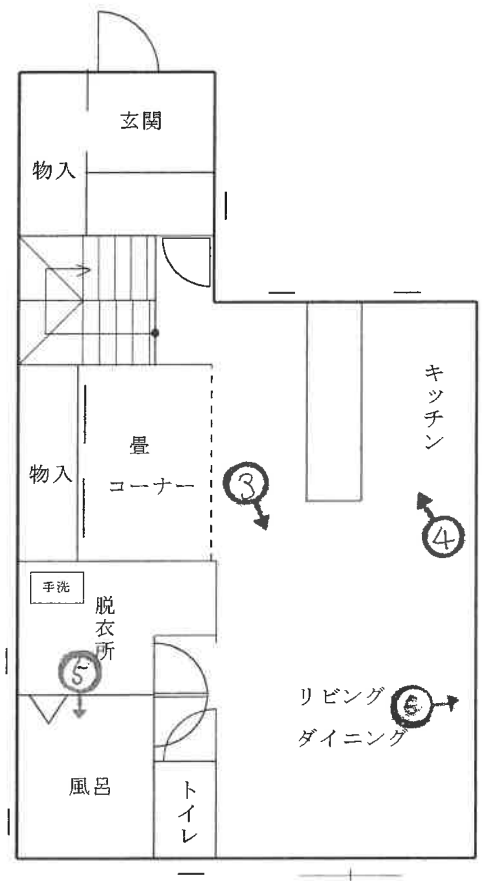 玄関
物入
キッチン
畳
コーナー
物入
③
④
手洗
脱衣所
⑤
リビング
ダイニング
風呂
トイレ